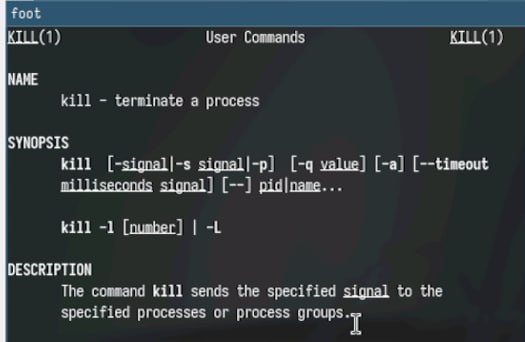 foot
KILL(1) User Commands KILL(1)
NAME
kill - terminate a process
SYNOPSIS
kill [-signal|-s signal|-p] [-q value] [-a] [--timeout
milliseconds signal] [--] pid|name...
kill -l [number] | -L
DESCRIPTION
The command kill sends the specified signal to the
specified processes or process groups.